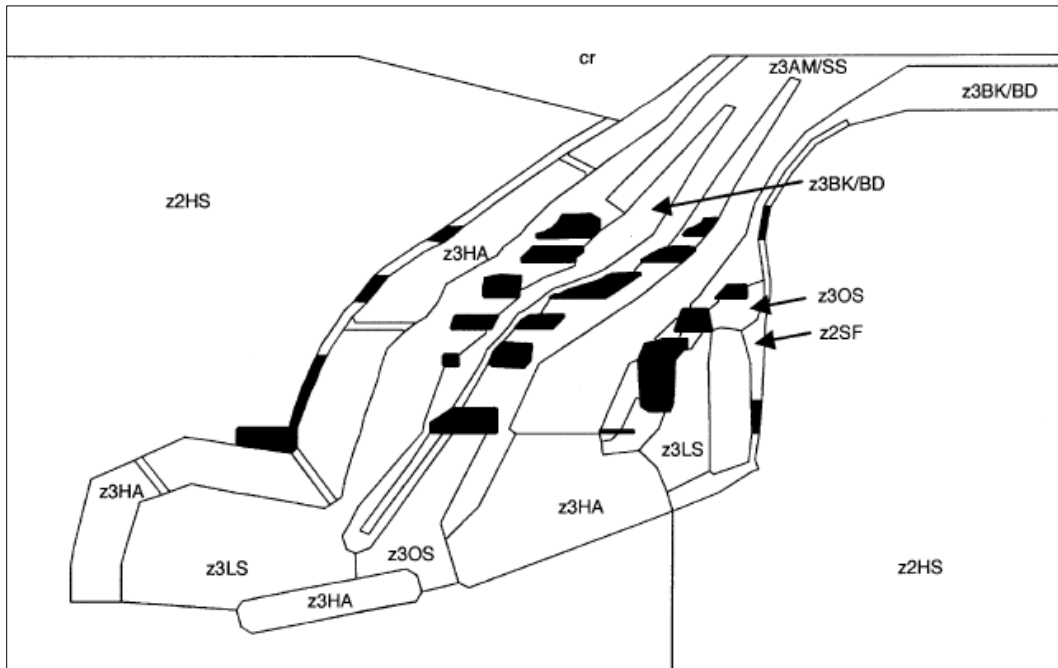 cr
z3AM/SS
z3BK/BD
z3BK/BD
z2HS
z3HA
z3OS
z2SF
z3LS
z3HA
z3HA
z3OS
z3LS
z2HS
z3HA